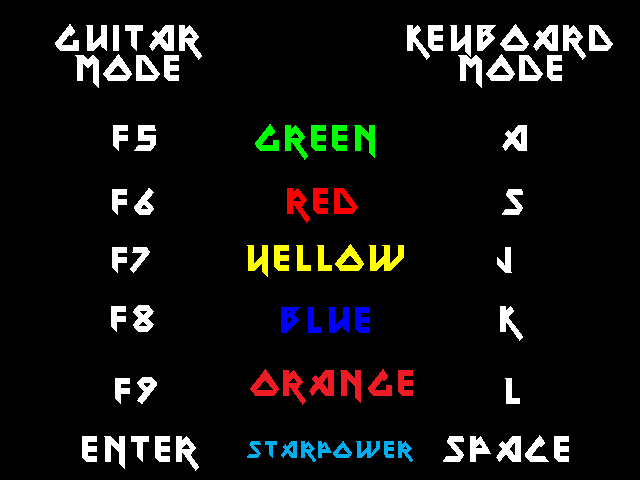 GUITAR MODE KEYBOARD MODE
F5 GREEN A
F6 RED S
F7 YELLOW J
F8 BLUE K
F9 ORANGE L
ENTER STARPOWER SPACE